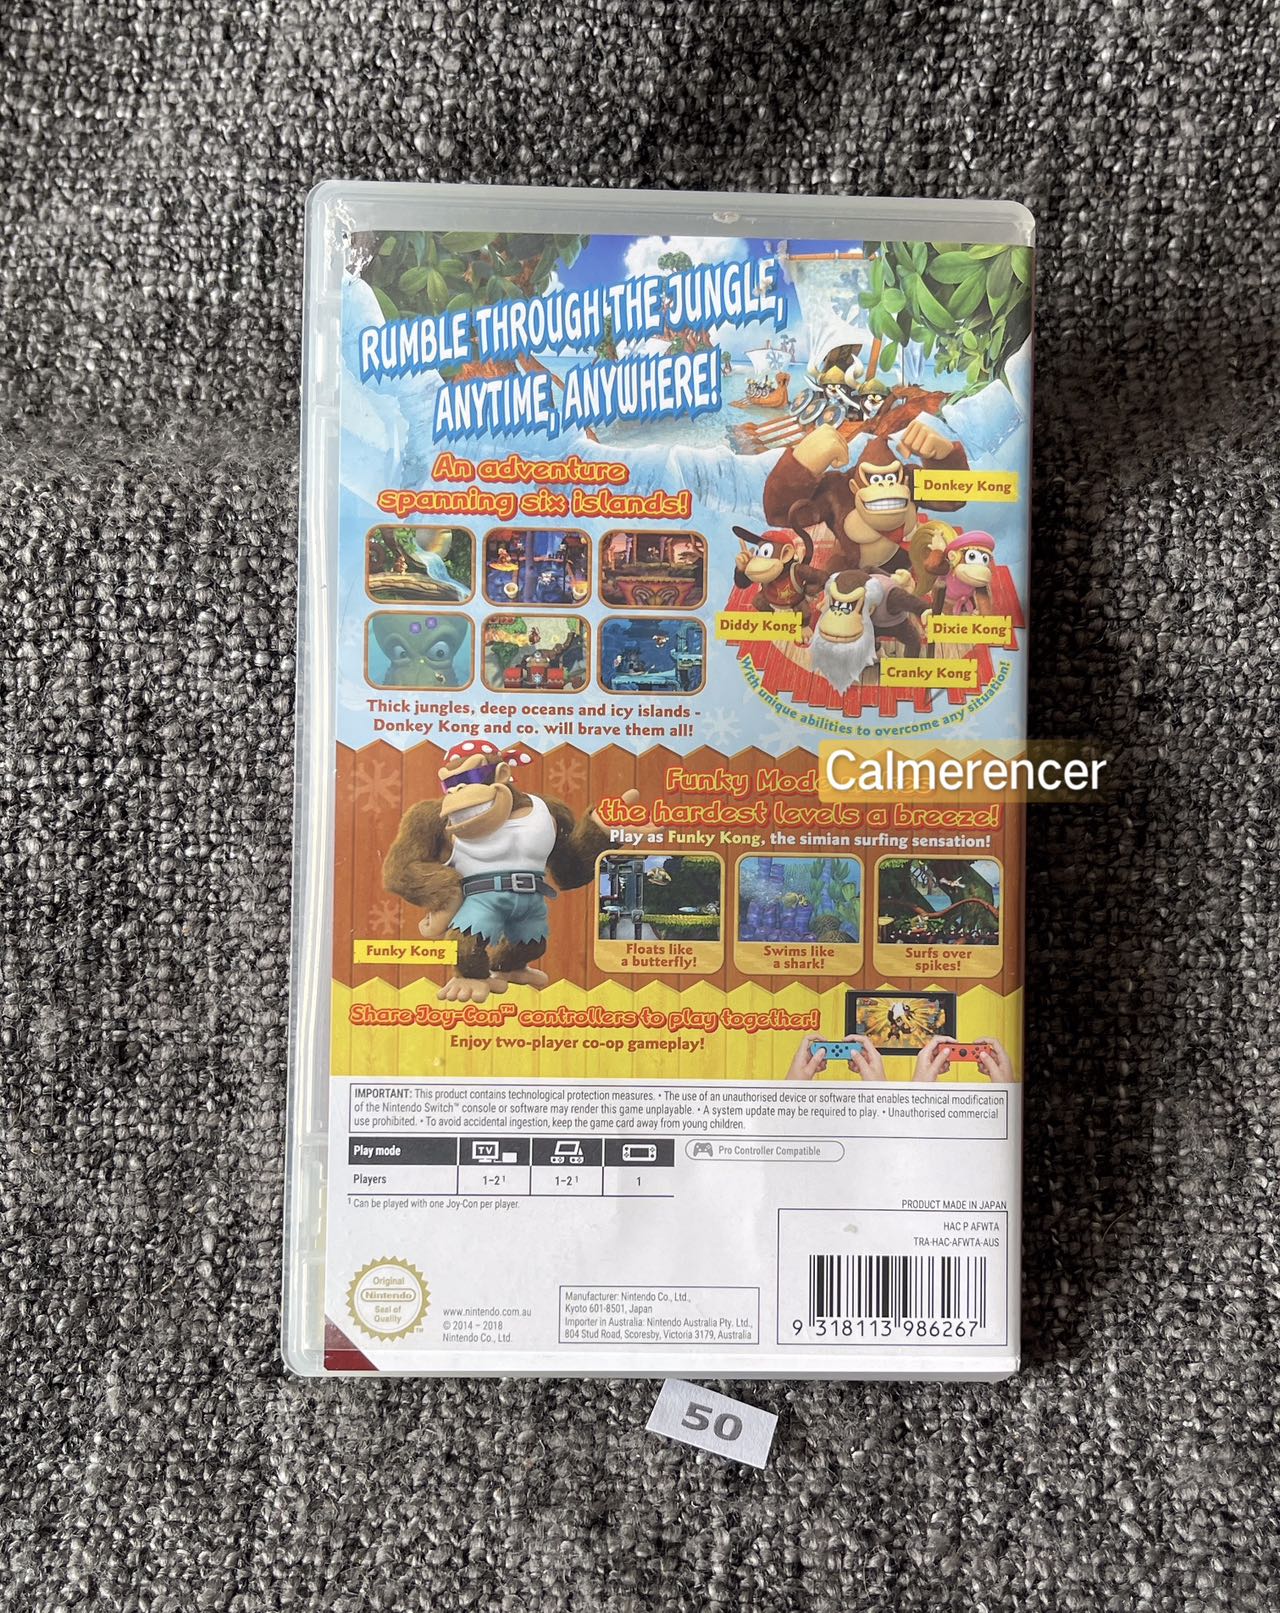 RUMBLE THROUGH THE JUNGLE,
ANYTIME, ANYWHERE!
An adventure
spanning six islands!
Donkey Kong
Diddy Kong
Dixie Kong
Cranky Kong
With unique abilities to overcome any situation!
Thick jungles, deep oceans and icy islands -
Donkey Kong and co. will brave them all!
Calmerencer
Funky Mode
the hardest levels a breeze!
Play as Funky Kong, the simian surfing sensation!
Funky Kong
Floats like
a butterfly!
Swims like
a shark!
Surfs over
spikes!
Share Joy-Con™ controllers to play together!
Enjoy two-player co-op gameplay!
IMPORTANT: This product contains technological protection measures. • The use of an unauthorised device or software that enables technical modification
of the Nintendo Switch™ console or software may render this game unplayable. • A system update may be required to play. • Unauthorised commercial
use prohibited. • To avoid accidental ingestion, keep the game card away from young children.
Play mode TV
Pro Controller Compatible
Players 1–2¹ 1–2¹ 1
¹ Can be played with one Joy-Con per player.
PRODUCT MADE IN JAPAN
HAC P AFWTA
TRA-HAC-AFWTA-AUS
Original
Nintendo
Seal of
Quality
TM
www.nintendo.com.au
© 2014 – 2018
Nintendo Co., Ltd.
Manufacturer: Nintendo Co., Ltd.,
Kyoto 601-8501, Japan
Importer in Australia: Nintendo Australia Pty. Ltd.,
804 Stud Road, Scoresby, Victoria 3179, Australia
9 318113 986267
50